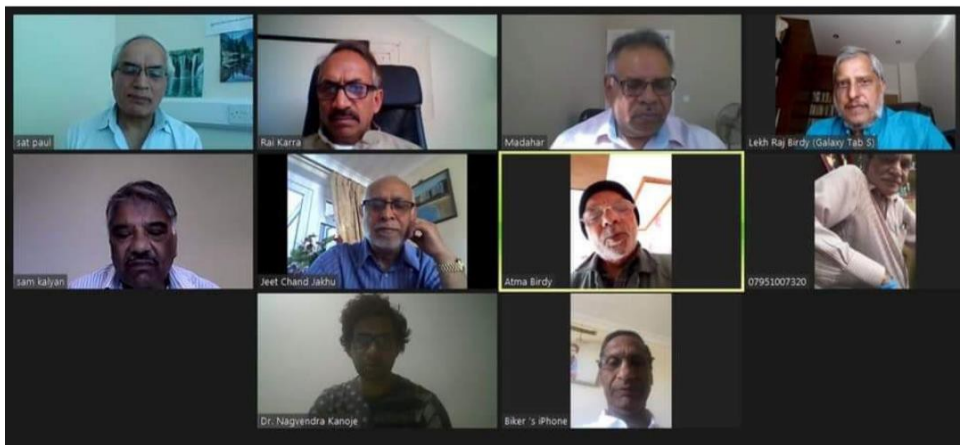 sat paul
Rai Karra
Madahar
Lekh Raj Birdy (Galaxy Tab S)
sam kalyan
Jeet Chand Jakhu
Atma Birdy
07951007320
Dr. Nagvendra Kanoje
Biker 's iPhone